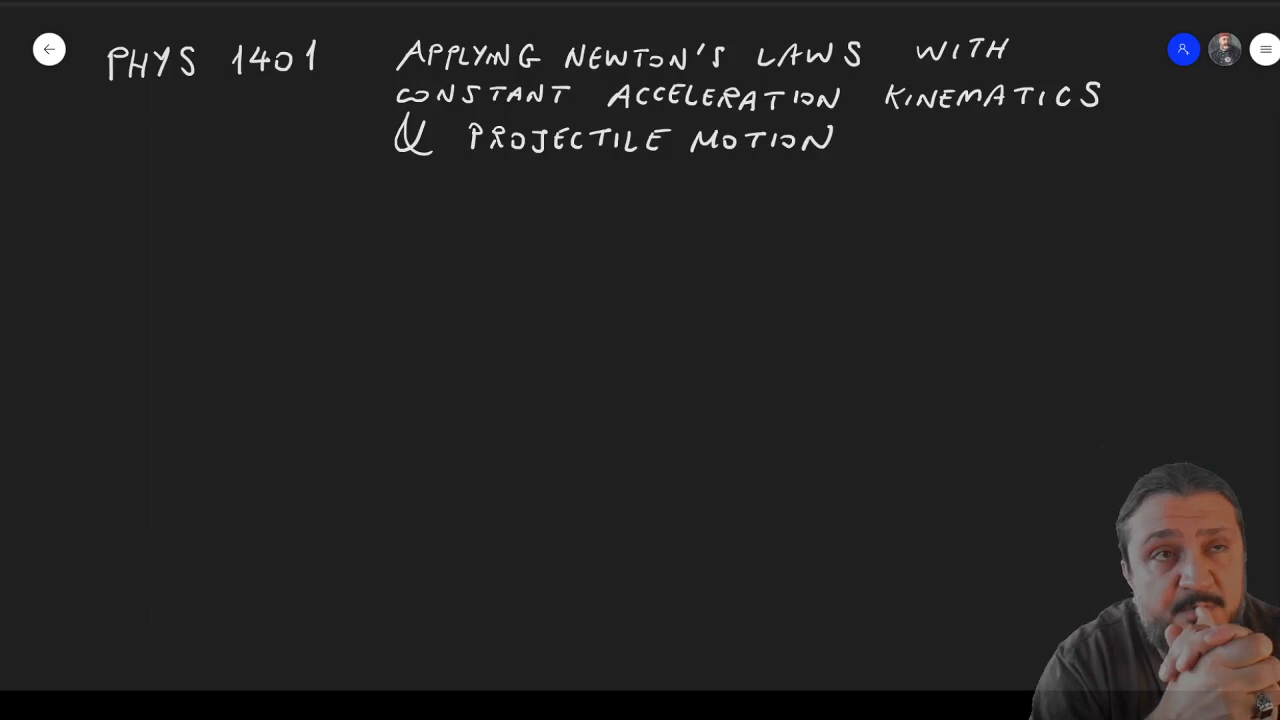 PHYS 1401
APPLYING NEWTON'S LAWS WITH
CONSTANT ACCELERATION KINEMATICS
& PROJECTILE MOTION